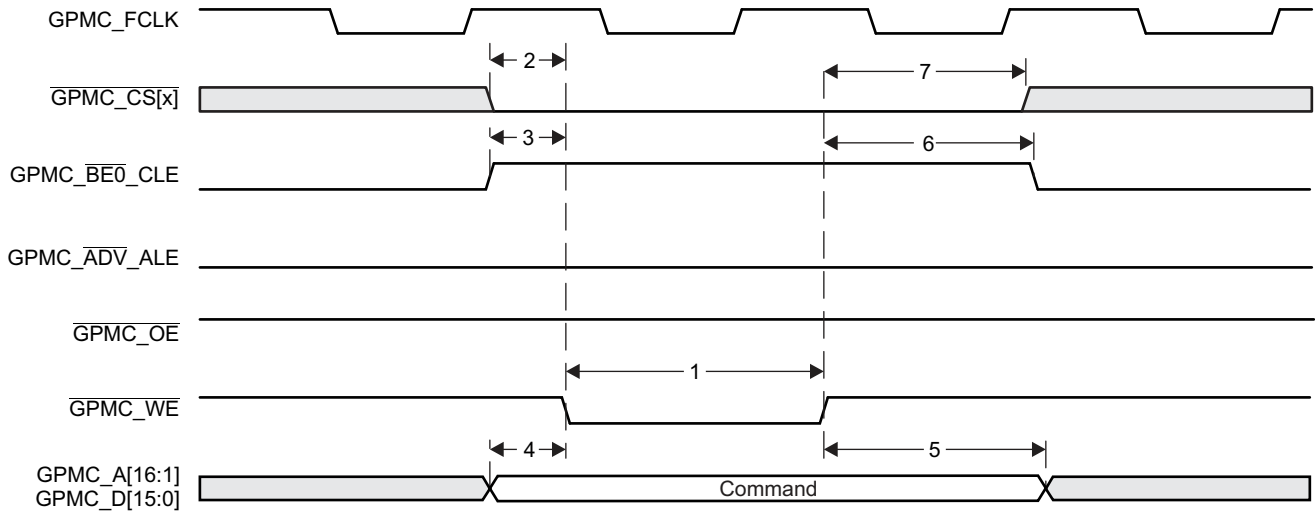 GPMC_FCLK
2
7
GPMC_CS[x]
3
6
GPMC_BE0_CLE
GPMC_ADV_ALE
GPMC_OE
1
GPMC_WE
4
5
GPMC_A[16:1]
GPMC_D[15:0]
Command